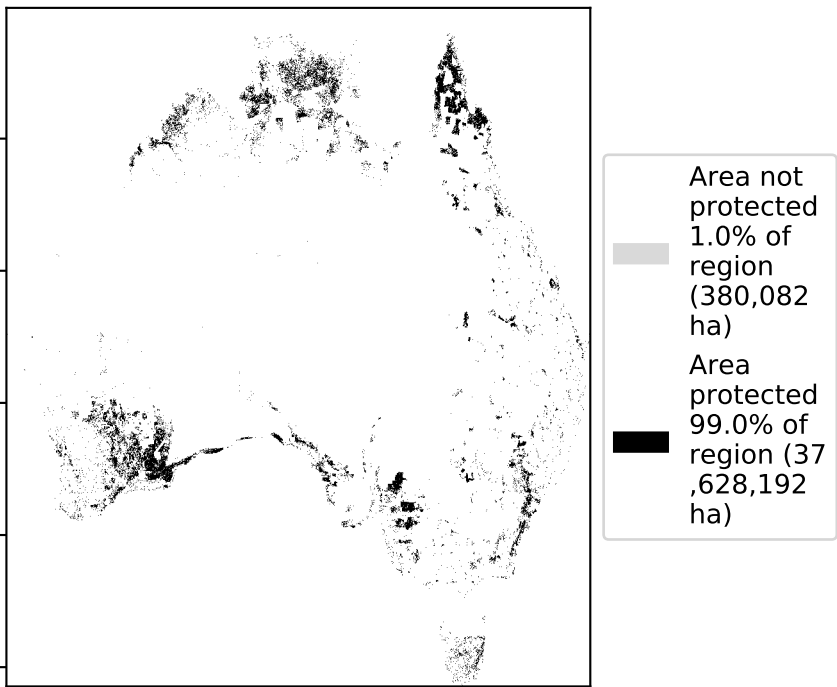 Area not
protected
1.0% of
region
(380,082
ha)
Area
protected
99.0% of
region (37
,628,192
ha)